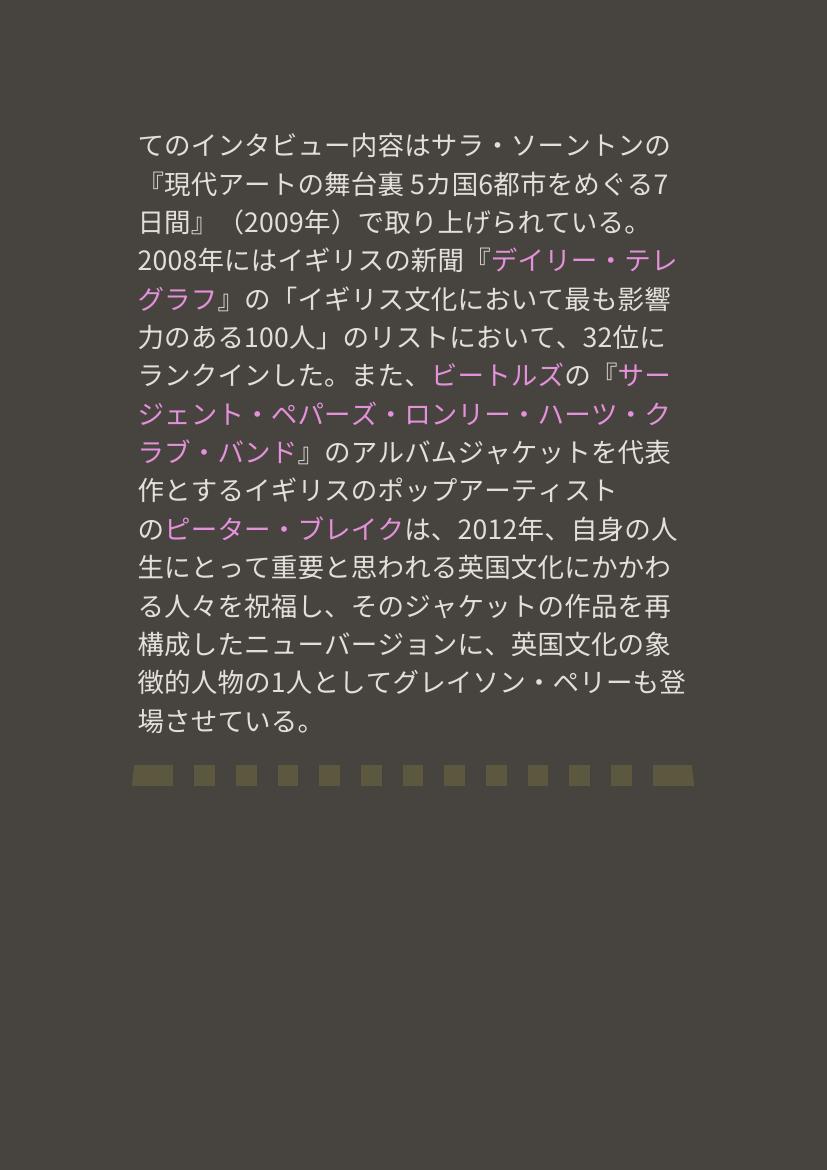 てのインタビュー内容はサラ・ソーントンの
『現代アートの舞台裏 5カ国6都市をめぐる7
日間』（2009年）で取り上げられている。
2008年にはイギリスの新聞『デイリー・テレ
グラフ』の「イギリス文化において最も影響
力のある100人」のリストにおいて、32位に
ランクインした。また、ビートルズの『サー
ジェント・ペパーズ・ロンリー・ハーツ・ク
ラブ・バンド』のアルバムジャケットを代表
作とするイギリスのポップアーティスト
のピーター・ブレイクは、2012年、自身の人
生にとって重要と思われる英国文化にかかわ
る人々を祝福し、そのジャケットの作品を再
構成したニューバージョンに、英国文化の象
徴的人物の1人としてグレイソン・ペリーも登
場させている。